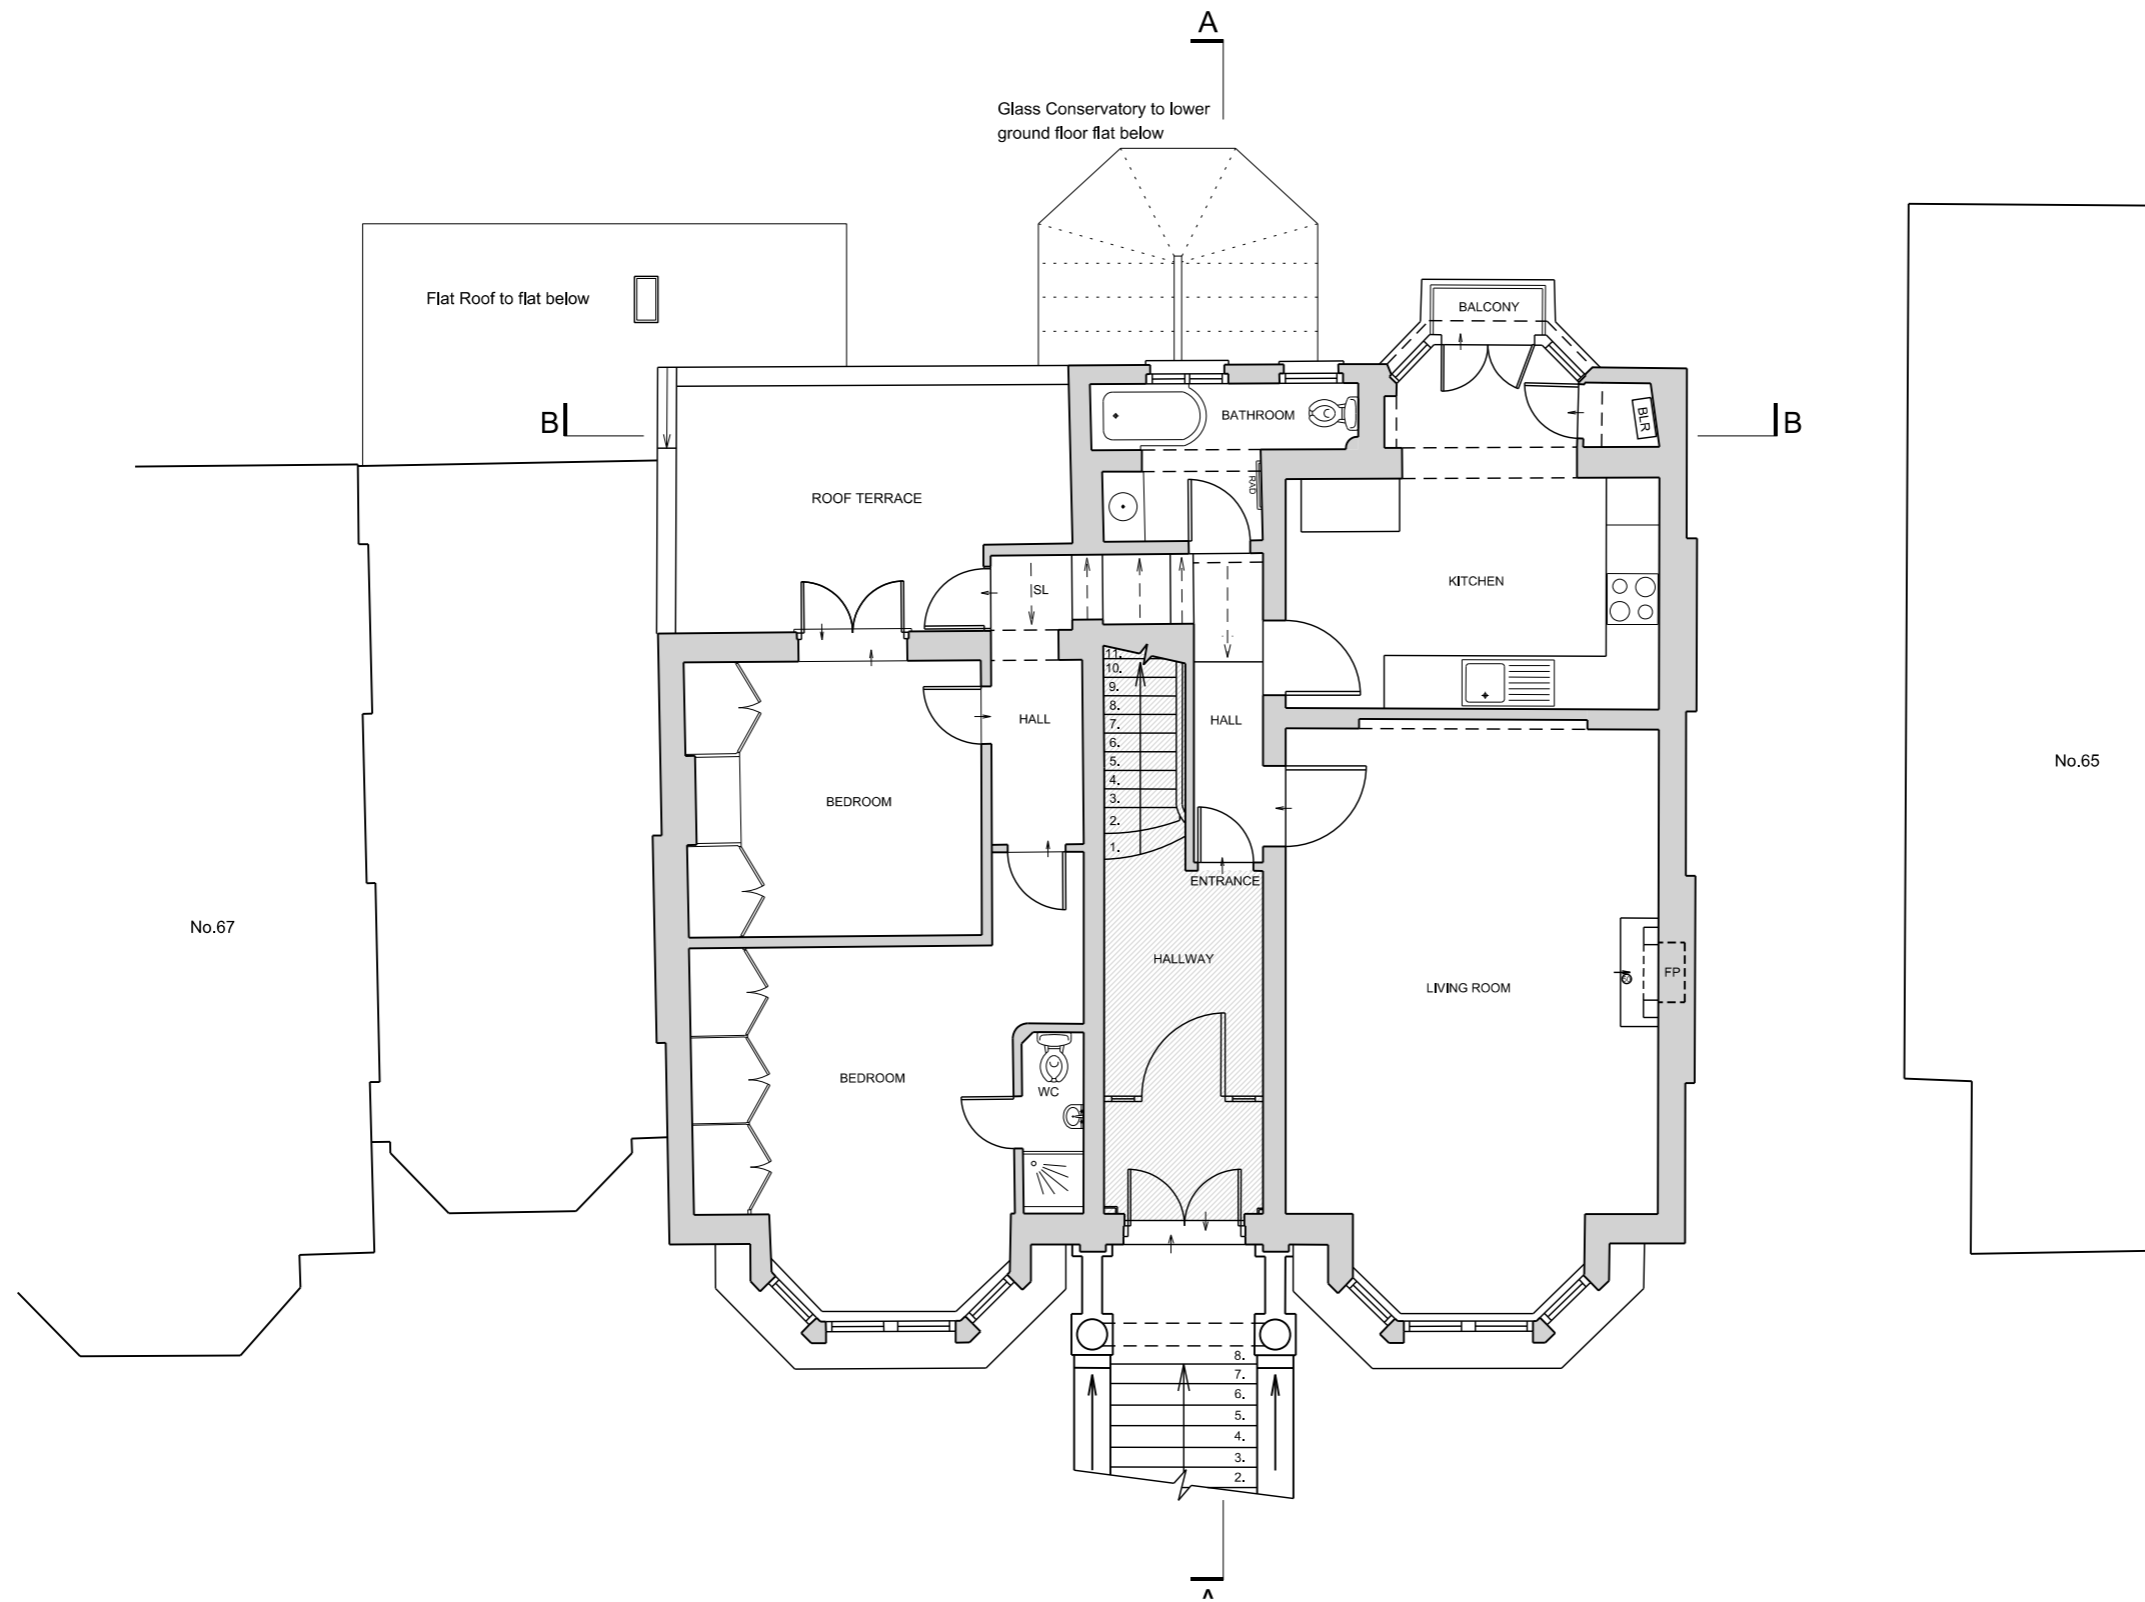 A
Glass Conservatory to lower
ground floor flat below
Flat Roof to flat below
BALCONY
B
BATHROOM
BLR
B
RAD
ROOF TERRACE
SL
KITCHEN
11.
10.
9.
8.
7.
6.
5.
4.
3.
2.
1.
HALL
HALL
No.65
BEDROOM
ENTRANCE
No.67
HALLWAY
FP
LIVING ROOM
BEDROOM
WC
8.
7.
6.
5.
4.
3.
2.
A